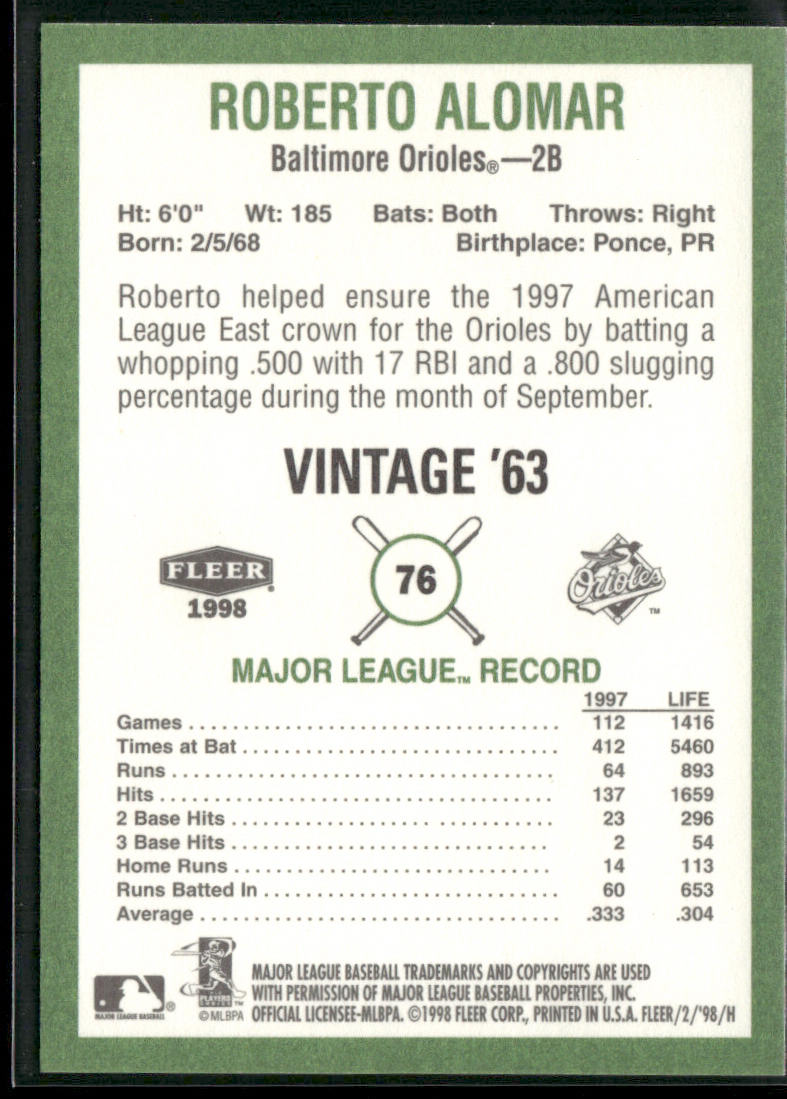 ROBERTO ALOMAR
Baltimore Orioles®—2B
Ht: 6'0" Wt: 185 Bats: Both Throws: Right
Born: 2/5/68 Birthplace: Ponce, PR
Roberto helped ensure the 1997 American
League East crown for the Orioles by batting a
whopping .500 with 17 RBI and a .800 slugging
percentage during the month of September.
VINTAGE '63
FLEER
1998
76
Orioles
TM
MAJOR LEAGUE™ RECORD
1997 LIFE
Games 112 1416
Times at Bat 412 5460
Runs 64 893
Hits 137 1659
2 Base Hits 23 296
3 Base Hits 2 54
Home Runs 14 113
Runs Batted In 60 653
Average .333 .304
MAJOR LEAGUE BASEBALL ®
PLAYERS ™
© MLBPA
MAJOR LEAGUE BASEBALL TRADEMARKS AND COPYRIGHTS ARE USED
WITH PERMISSION OF MAJOR LEAGUE BASEBALL PROPERTIES, INC.
OFFICIAL LICENSEE-MLBPA. ©1998 FLEER CORP., PRINTED IN U.S.A. FLEER/2/'98/H